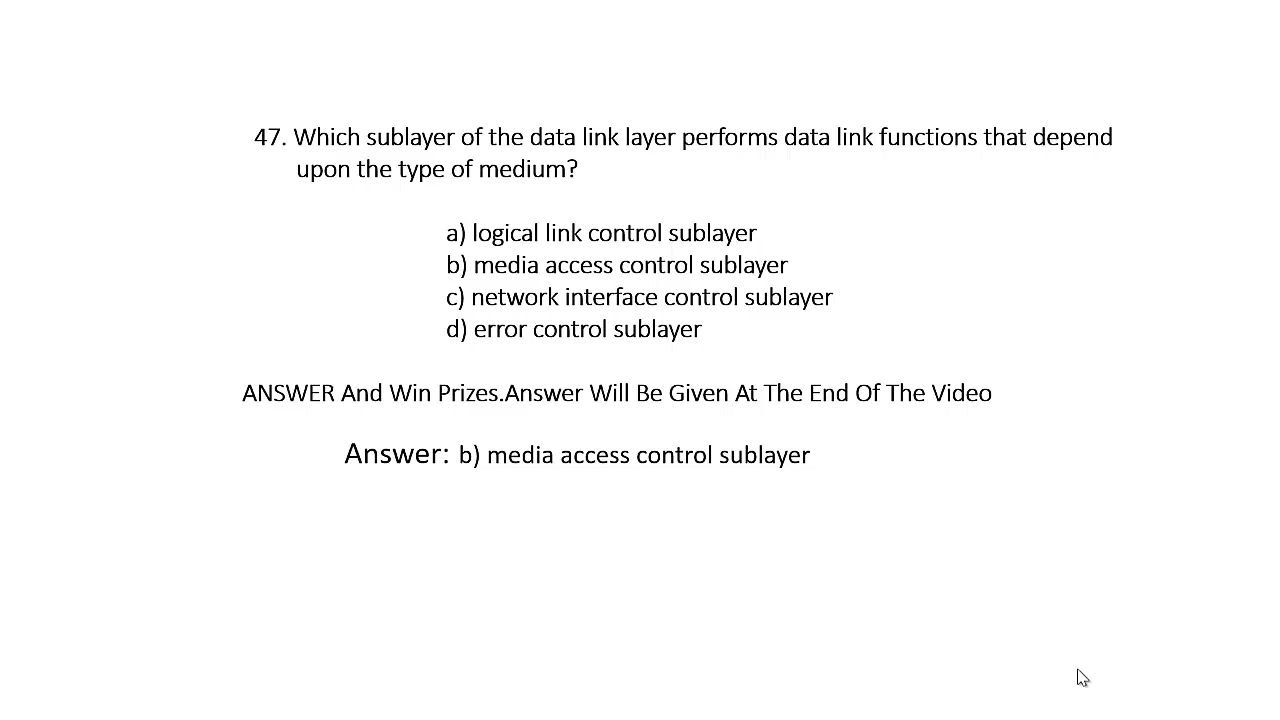 47. Which sublayer of the data link layer performs data link functions that depend
upon the type of medium?
a) logical link control sublayer
b) media access control sublayer
c) network interface control sublayer
d) error control sublayer
ANSWER And Win Prizes.Answer Will Be Given At The End Of The Video
Answer: b) media access control sublayer